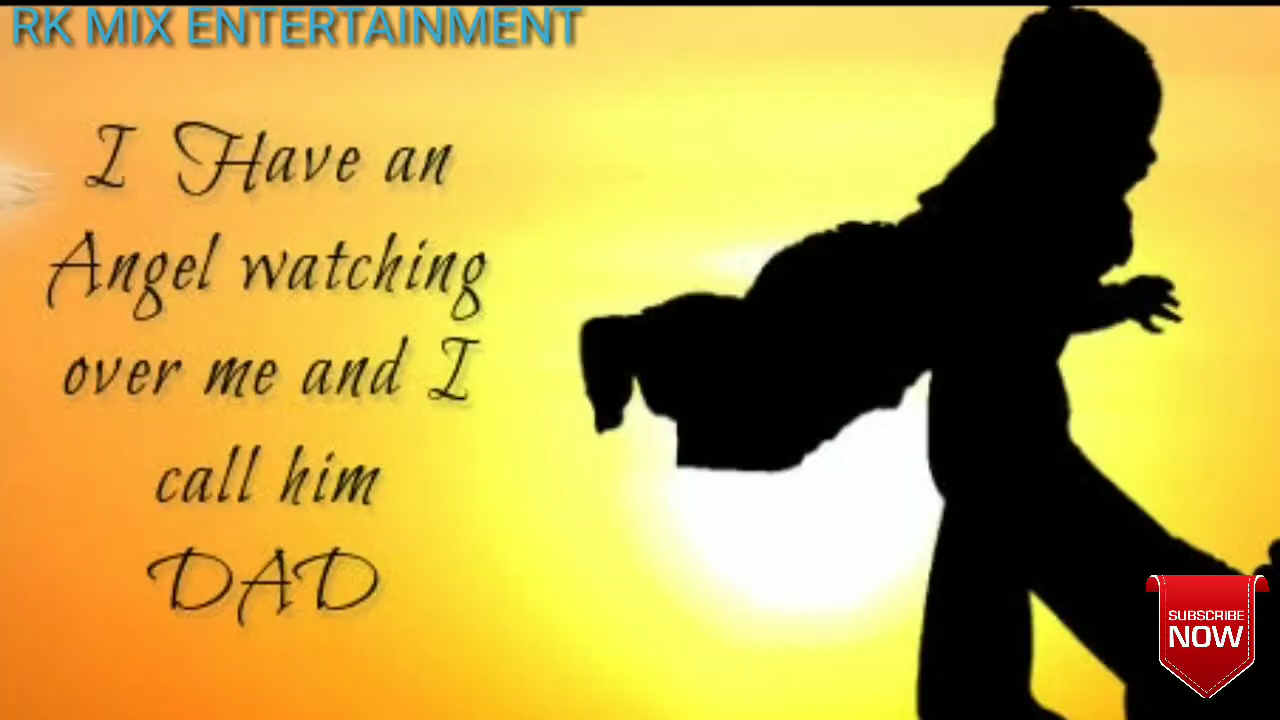 RK MIX ENTERTAINMENT
I Have an
Angel watching
over me and I
call him
DAD
SUBSCRIBE
NOW